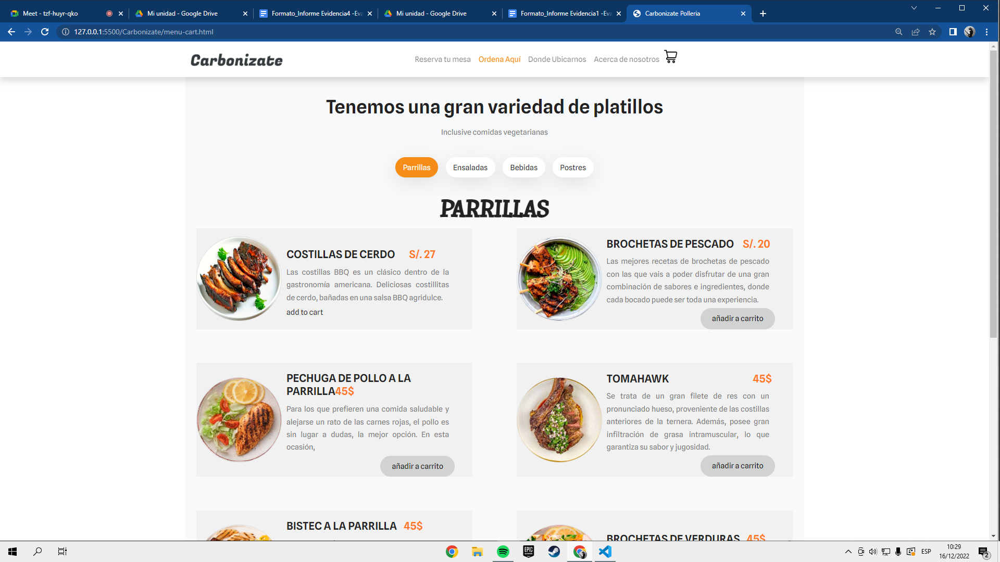 Meet - tzf-huyr-qko
Mi unidad - Google Drive
Formato_Informe Evidencia4 -Eva
Mi unidad - Google Drive
Formato_Informe Evidencia1 -Eva
Carbonizate Polleria
127.0.0.1:5500/Carbonizate/menu-cart.html
Carbonizate
Reserva tu mesa
Ordena Aquí
Donde Ubicarnos
Acerca de nosotros
Tenemos una gran variedad de platillos
Inclusive comidas vegetarianas
Parrillas
Ensaladas
Bebidas
Postres
PARRILLAS
COSTILLAS DE CERDO S/. 27
Las costillas BBQ es un clásico dentro de la
gastronomía americana. Deliciosas costillitas
de cerdo, bañadas en una salsa BBQ agridulce.
add to cart
BROCHETAS DE PESCADO S/. 20
Las mejores recetas de brochetas de pescado
con las que vais a poder disfrutar de una gran
combinación de sabores e ingredientes, donde
cada bocado puede ser toda una experiencia.
añadir a carrito
PECHUGA DE POLLO A LA
PARRILLA45$
Para los que prefieren una comida saludable y
alejarse un rato de las carnes rojas, el pollo es
sin lugar a dudas, la mejor opción. En esta
ocasión,
añadir a carrito
TOMAHAWK 45$
Se trata de un gran filete de res con un
pronunciado hueso, proveniente de las costillas
anteriores de la ternera. Además, posee gran
infiltración de grasa intramuscular, lo que
garantiza su sabor y jugosidad.
añadir a carrito
BISTEC A LA PARRILLA 45$
BROCHETAS DE VERDURAS 45$
EPIC
GAMES
ESP
10:29
16/12/2022
2